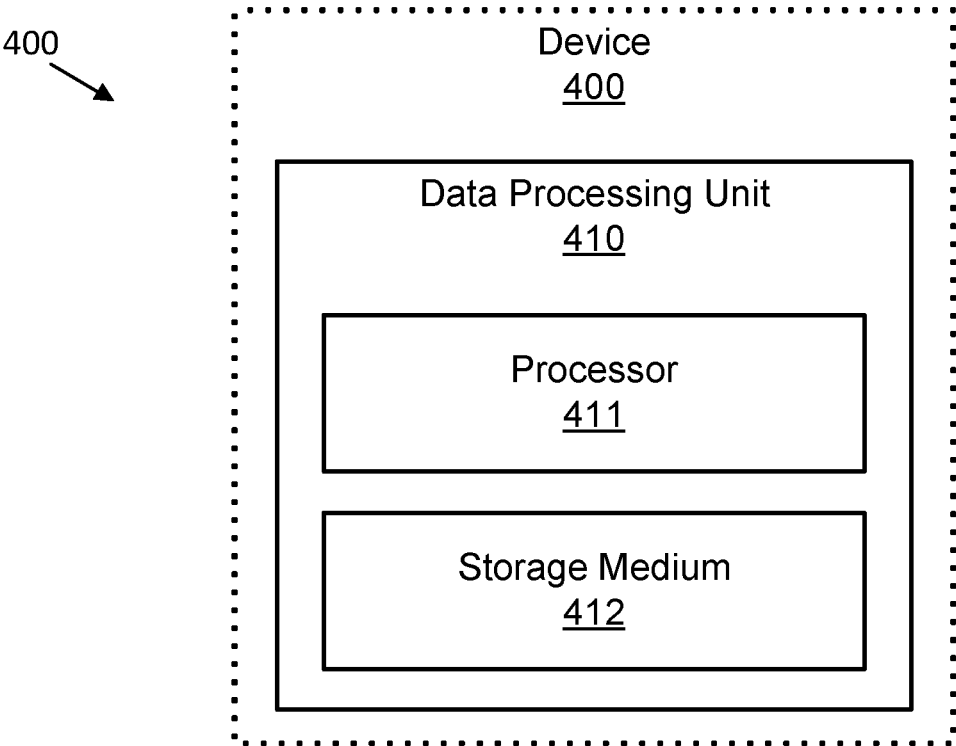 400
Device
400
Data Processing Unit
410
Processor
411
Storage Medium
412